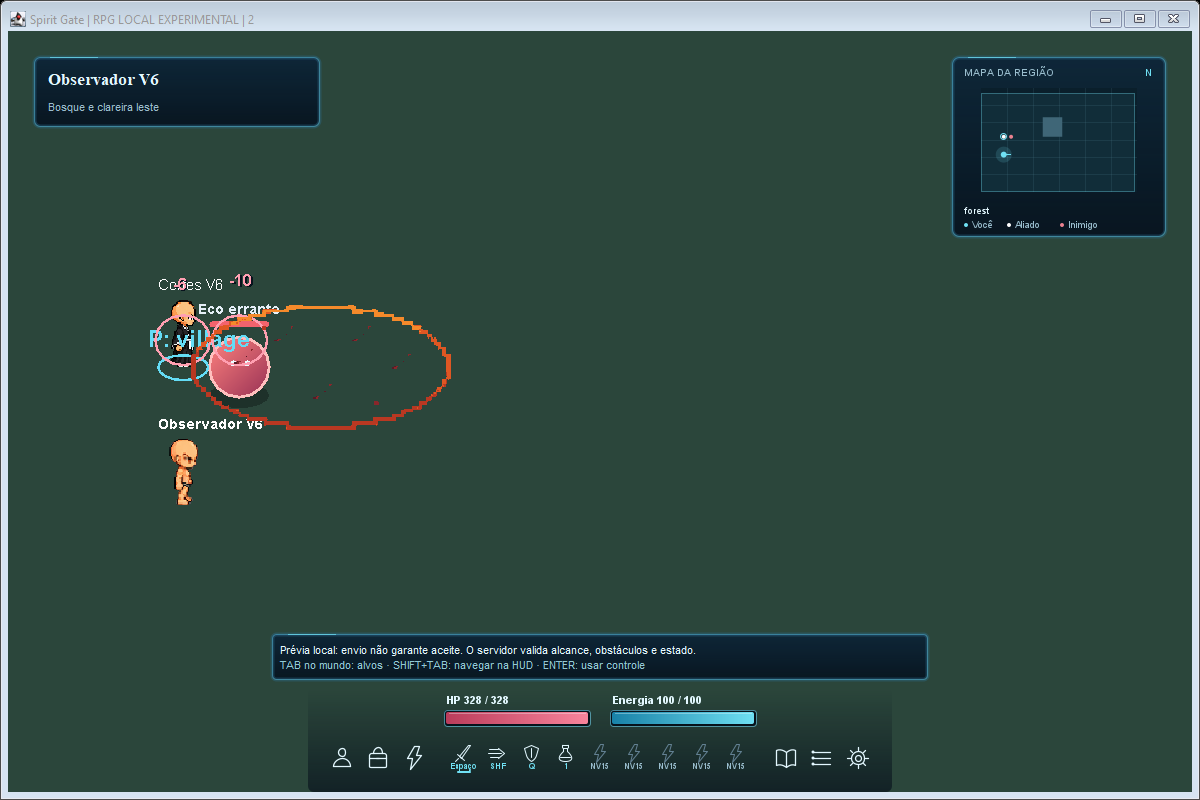 Spirit Gate | RPG LOCAL EXPERIMENTAL | 2
Observador V6
Bosque e clareira leste
MAPA DA REGIÃO N
forest
Você Aliado Inimigo
V6 -10
Eco errante
P: village
Observador V6
Prévia local: envio não garante aceite. O servidor valida alcance, obstáculos e estado.
TAB no mundo: alvos · SHIFT+TAB: navegar na HUD · ENTER: usar controle
HP 328 / 328 Energia 100 / 100
Espaço SHF Q 1 NV15 NV15 NV15 NV15 NV15